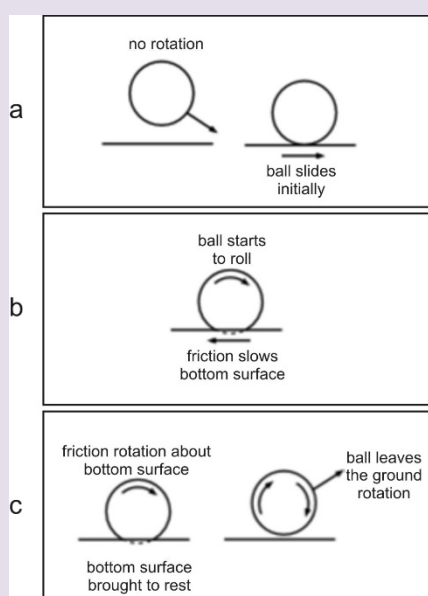 a
no rotation
ball slides
initially
b
ball starts
to roll
friction slows
bottom surface
c
friction rotation about
bottom surface
bottom surface
brought to rest
ball leaves
the ground
rotation